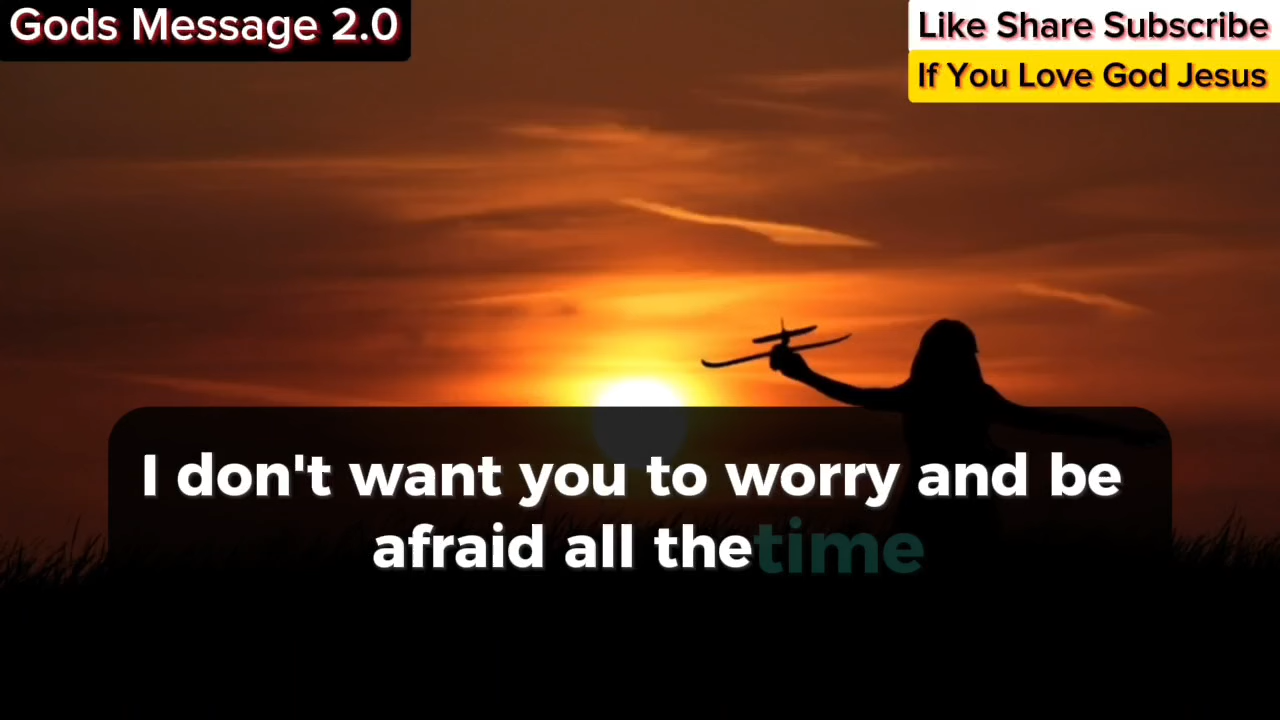 Gods Message 2.0
Like Share Subscribe
If You Love God Jesus
I don't want you to worry and be
afraid all the time